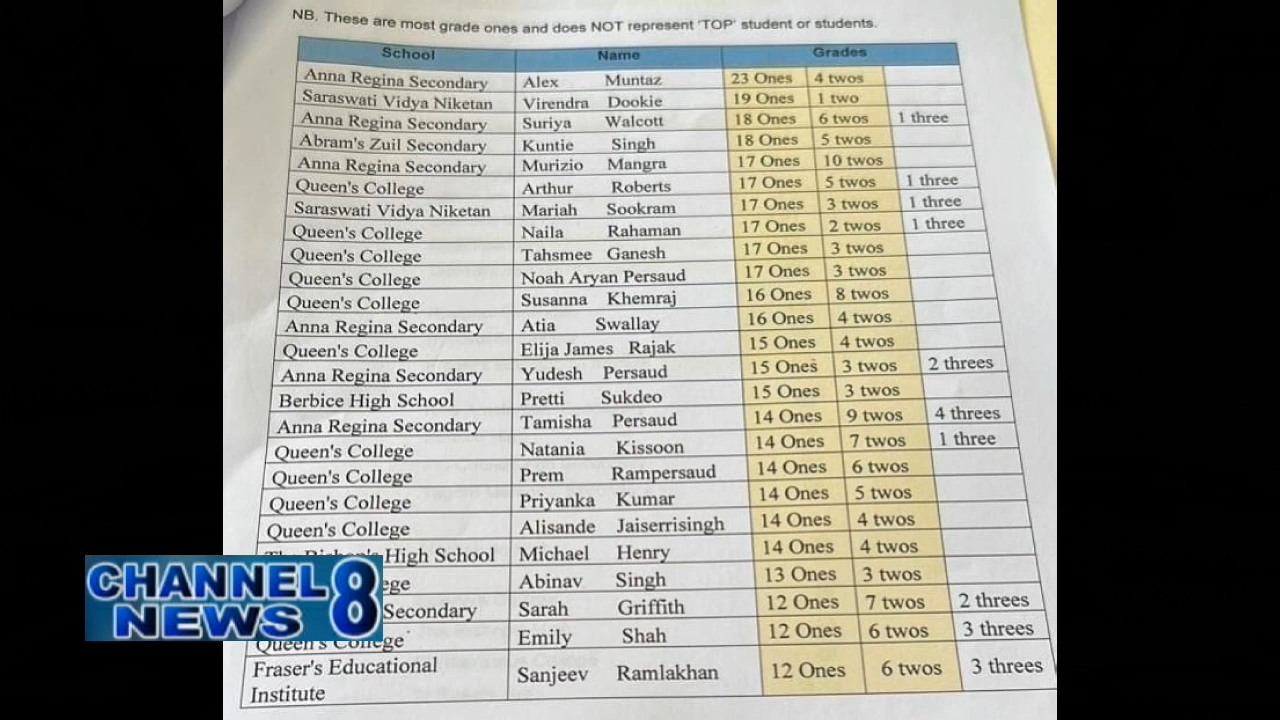 NB. These are most grade ones and does NOT represent 'TOP' student or students.
School Name Grades
Anna Regina Secondary Alex Muntaz 23 Ones 4 twos
Saraswati Vidya Niketan Virendra Dookie 19 Ones 1 two
Anna Regina Secondary Suriya Walcott 18 Ones 6 twos 1 three
Abram's Zuil Secondary Kuntie Singh 18 Ones 5 twos
Anna Regina Secondary Murizio Mangra 17 Ones 10 twos
Queen's College Arthur Roberts 17 Ones 5 twos 1 three
Saraswati Vidya Niketan Mariah Sookram 17 Ones 3 twos 1 three
Queen's College Naila Rahaman 17 Ones 2 twos 1 three
Queen's College Tahsmee Ganesh 17 Ones 3 twos
Queen's College Noah Aryan Persaud 17 Ones 3 twos
Queen's College Susanna Khemraj 16 Ones 8 twos
Anna Regina Secondary Atia Swallay 16 Ones 4 twos
Queen's College Elija James Rajak 15 Ones 4 twos
Anna Regina Secondary Yudesh Persaud 15 Ones 3 twos 2 threes
Berbice High School Pretti Sukdeo 15 Ones 3 twos
Anna Regina Secondary Tamisha Persaud 14 Ones 9 twos 4 threes
Queen's College Natania Kissoon 14 Ones 7 twos 1 three
Queen's College Prem Rampersaud 14 Ones 6 twos
Queen's College Priyanka Kumar 14 Ones 5 twos
Queen's College Alisande Jaiserrisingh 14 Ones 4 twos
The Bishop's High School Michael Henry 14 Ones 4 twos
ege Abinav Singh 13 Ones 3 twos
Secondary Sarah Griffith 12 Ones 7 twos 2 threes
Queen's College Emily Shah 12 Ones 6 twos 3 threes
Fraser's Educational Institute Sanjeev Ramlakhan 12 Ones 6 twos 3 threes
CHANNEL 8
NEWS